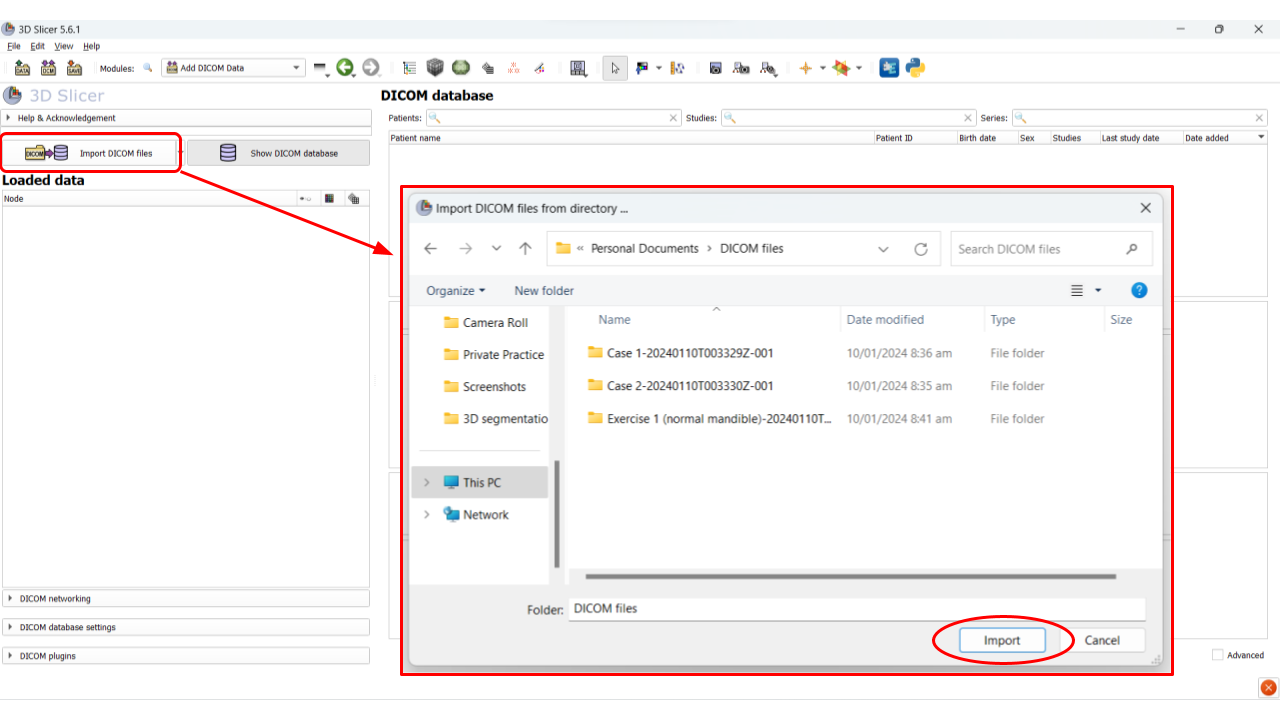 3D Slicer 5.6.1
File Edit View Help
DATA DCM SAVE Modules: Add DICOM Data
3D Slicer
Help & Acknowledgement
DICOM Import DICOM files Show DICOM database
Loaded data
Node
DICOM networking
DICOM database settings
DICOM plugins
DICOM database
Patients: Studies: Series:
Patient name Patient ID Birth date Sex Studies Last study date Date added
Import DICOM files from directory ...
« Personal Documents > DICOM files Search DICOM files
Organize New folder ?
Camera Roll
Private Practice
Screenshots
3D segmentatio
This PC
Network
Name Date modified Type Size
Case 1-20240110T003329Z-001 10/01/2024 8:36 am File folder
Case 2-20240110T003330Z-001 10/01/2024 8:35 am File folder
Exercise 1 (normal mandible)-20240110T... 10/01/2024 8:41 am File folder
Folder: DICOM files
Import Cancel
Advanced